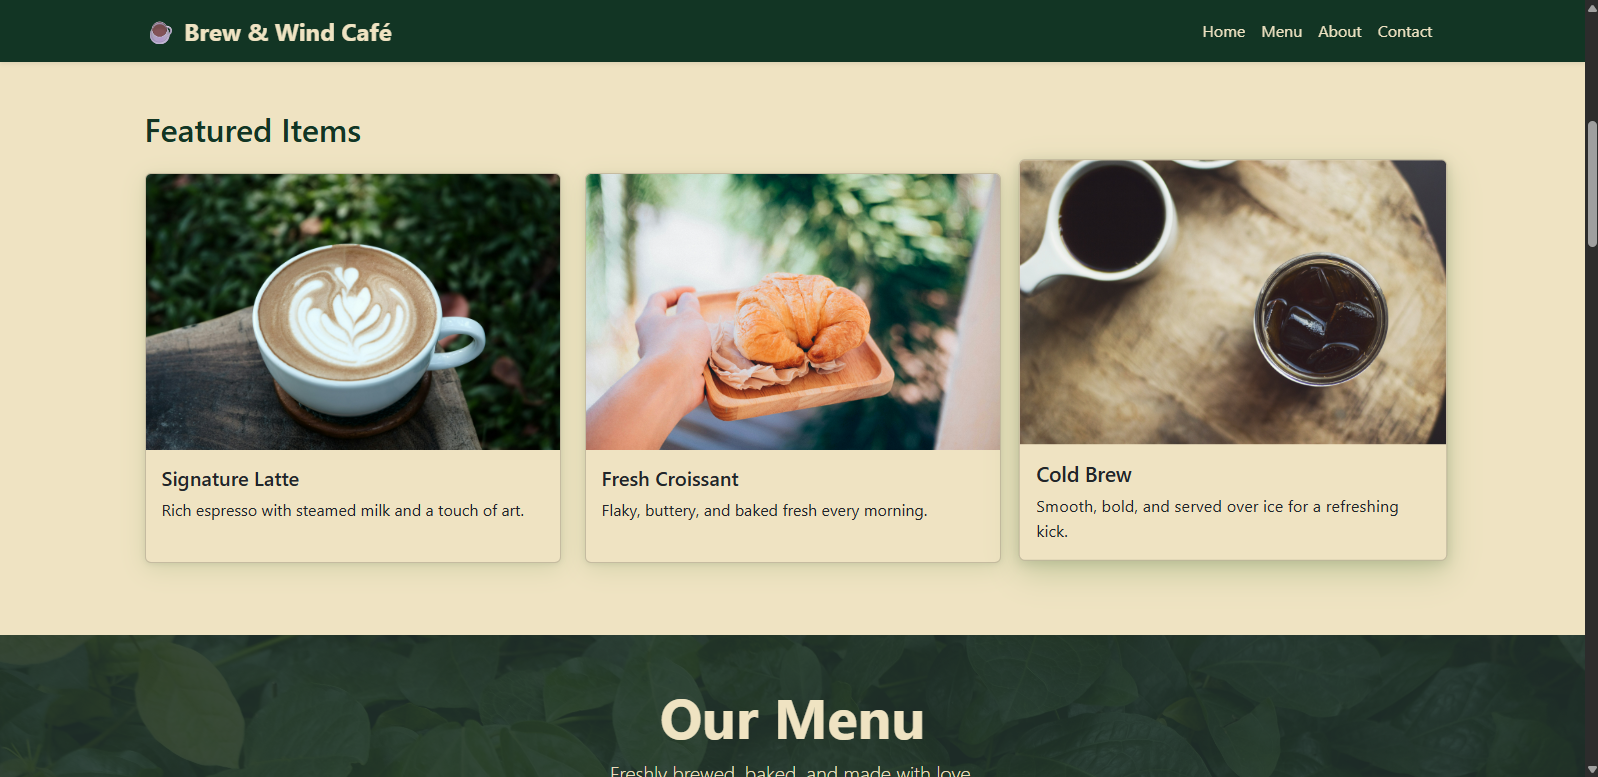 Brew & Wind Café
Home Menu About Contact
Featured Items
Signature Latte
Rich espresso with steamed milk and a touch of art.
Fresh Croissant
Flaky, buttery, and baked fresh every morning.
Cold Brew
Smooth, bold, and served over ice for a refreshing
kick.
Our Menu
Freshly brewed, baked, and made with love